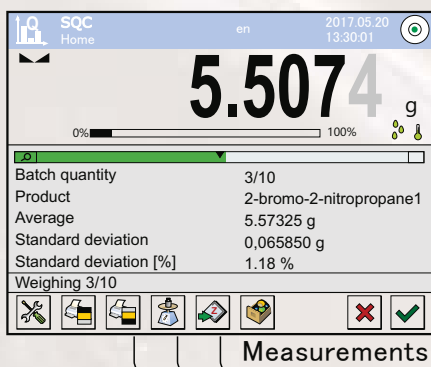 SQC en 2017.05.20
Home 13:30:01
5.5074 g
0% 100%
Batch quantity 3/10
Product 2-bromo-2-nitropropane1
Average 5.57325 g
Standard deviation 0,065850 g
Standard deviation [%] 1.18 %
Weighing 3/10
Z
Measurements